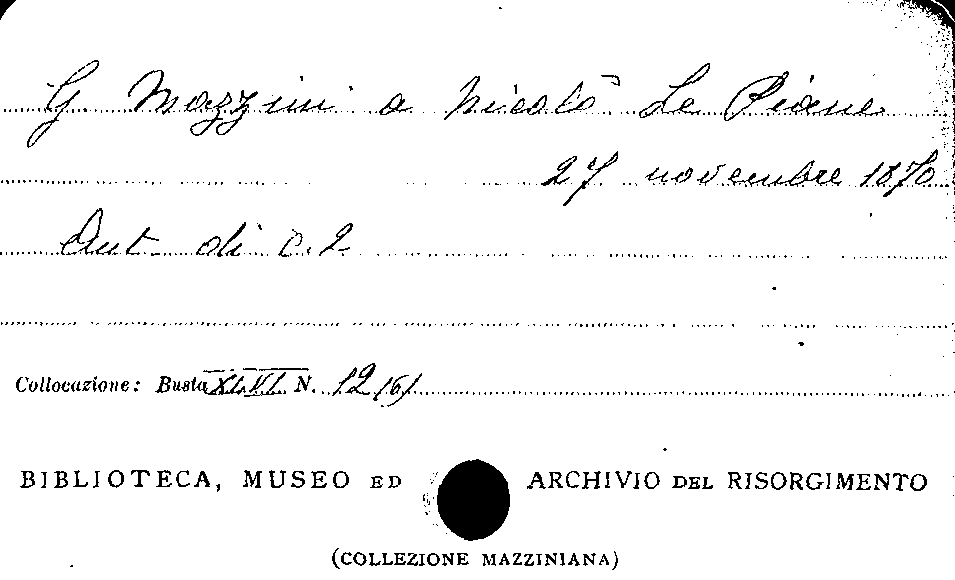 G. Mazzini a Nicolò Le Piane
27 novembre 1870
Aut. di c. 2
Collocazione: Busta XLVI N. 12 (6)
BIBLIOTECA, MUSEO ED ARCHIVIO DEL RISORGIMENTO
(COLLEZIONE MAZZINIANA)